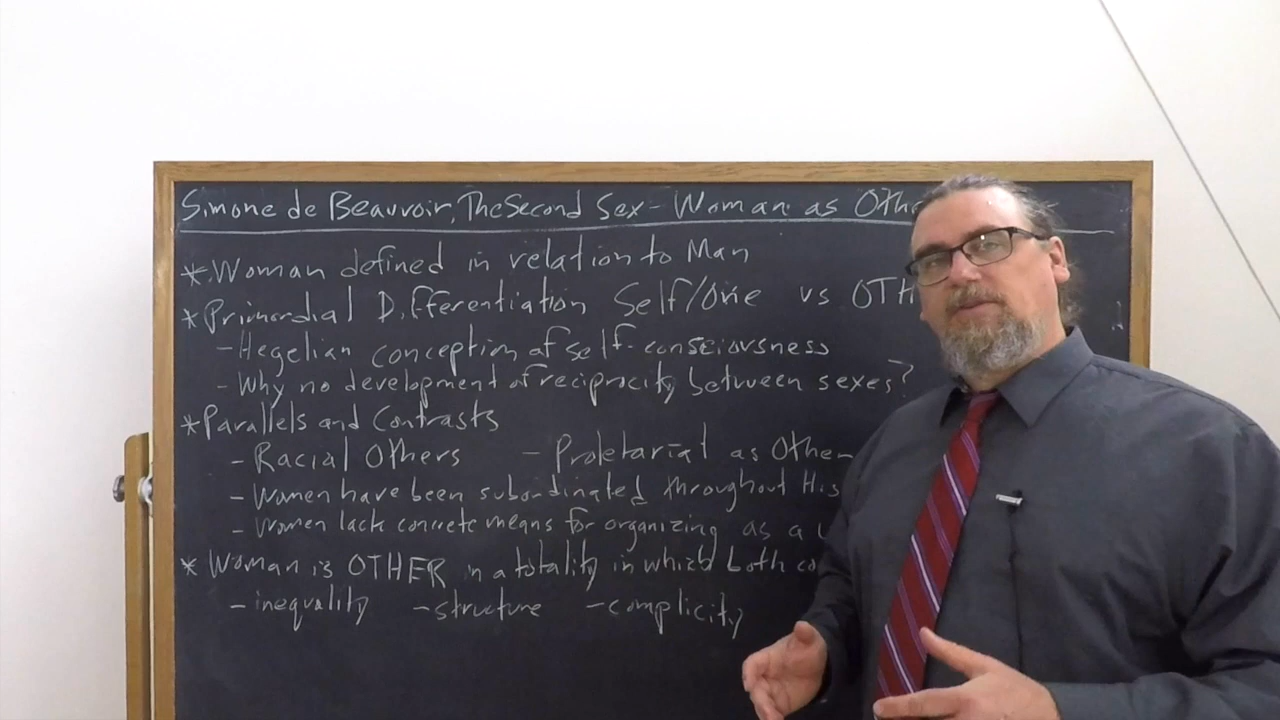 Simone de Beauvoir, The Second Sex - Woman as Oth
* Woman defined in relation to Man
* Primordial Differentiation Self/One vs OTH
- Hegelian conception of self-consciousness
- Why no development of reciprocity between sexes?
* Parallels and Contrasts
- Racial Others - Proletariat as Other
- Women have been subordinated throughout His
- Women lack concrete means for organizing as a
* Woman is OTHER in a totality in which both co
- inequality - structure - complicity